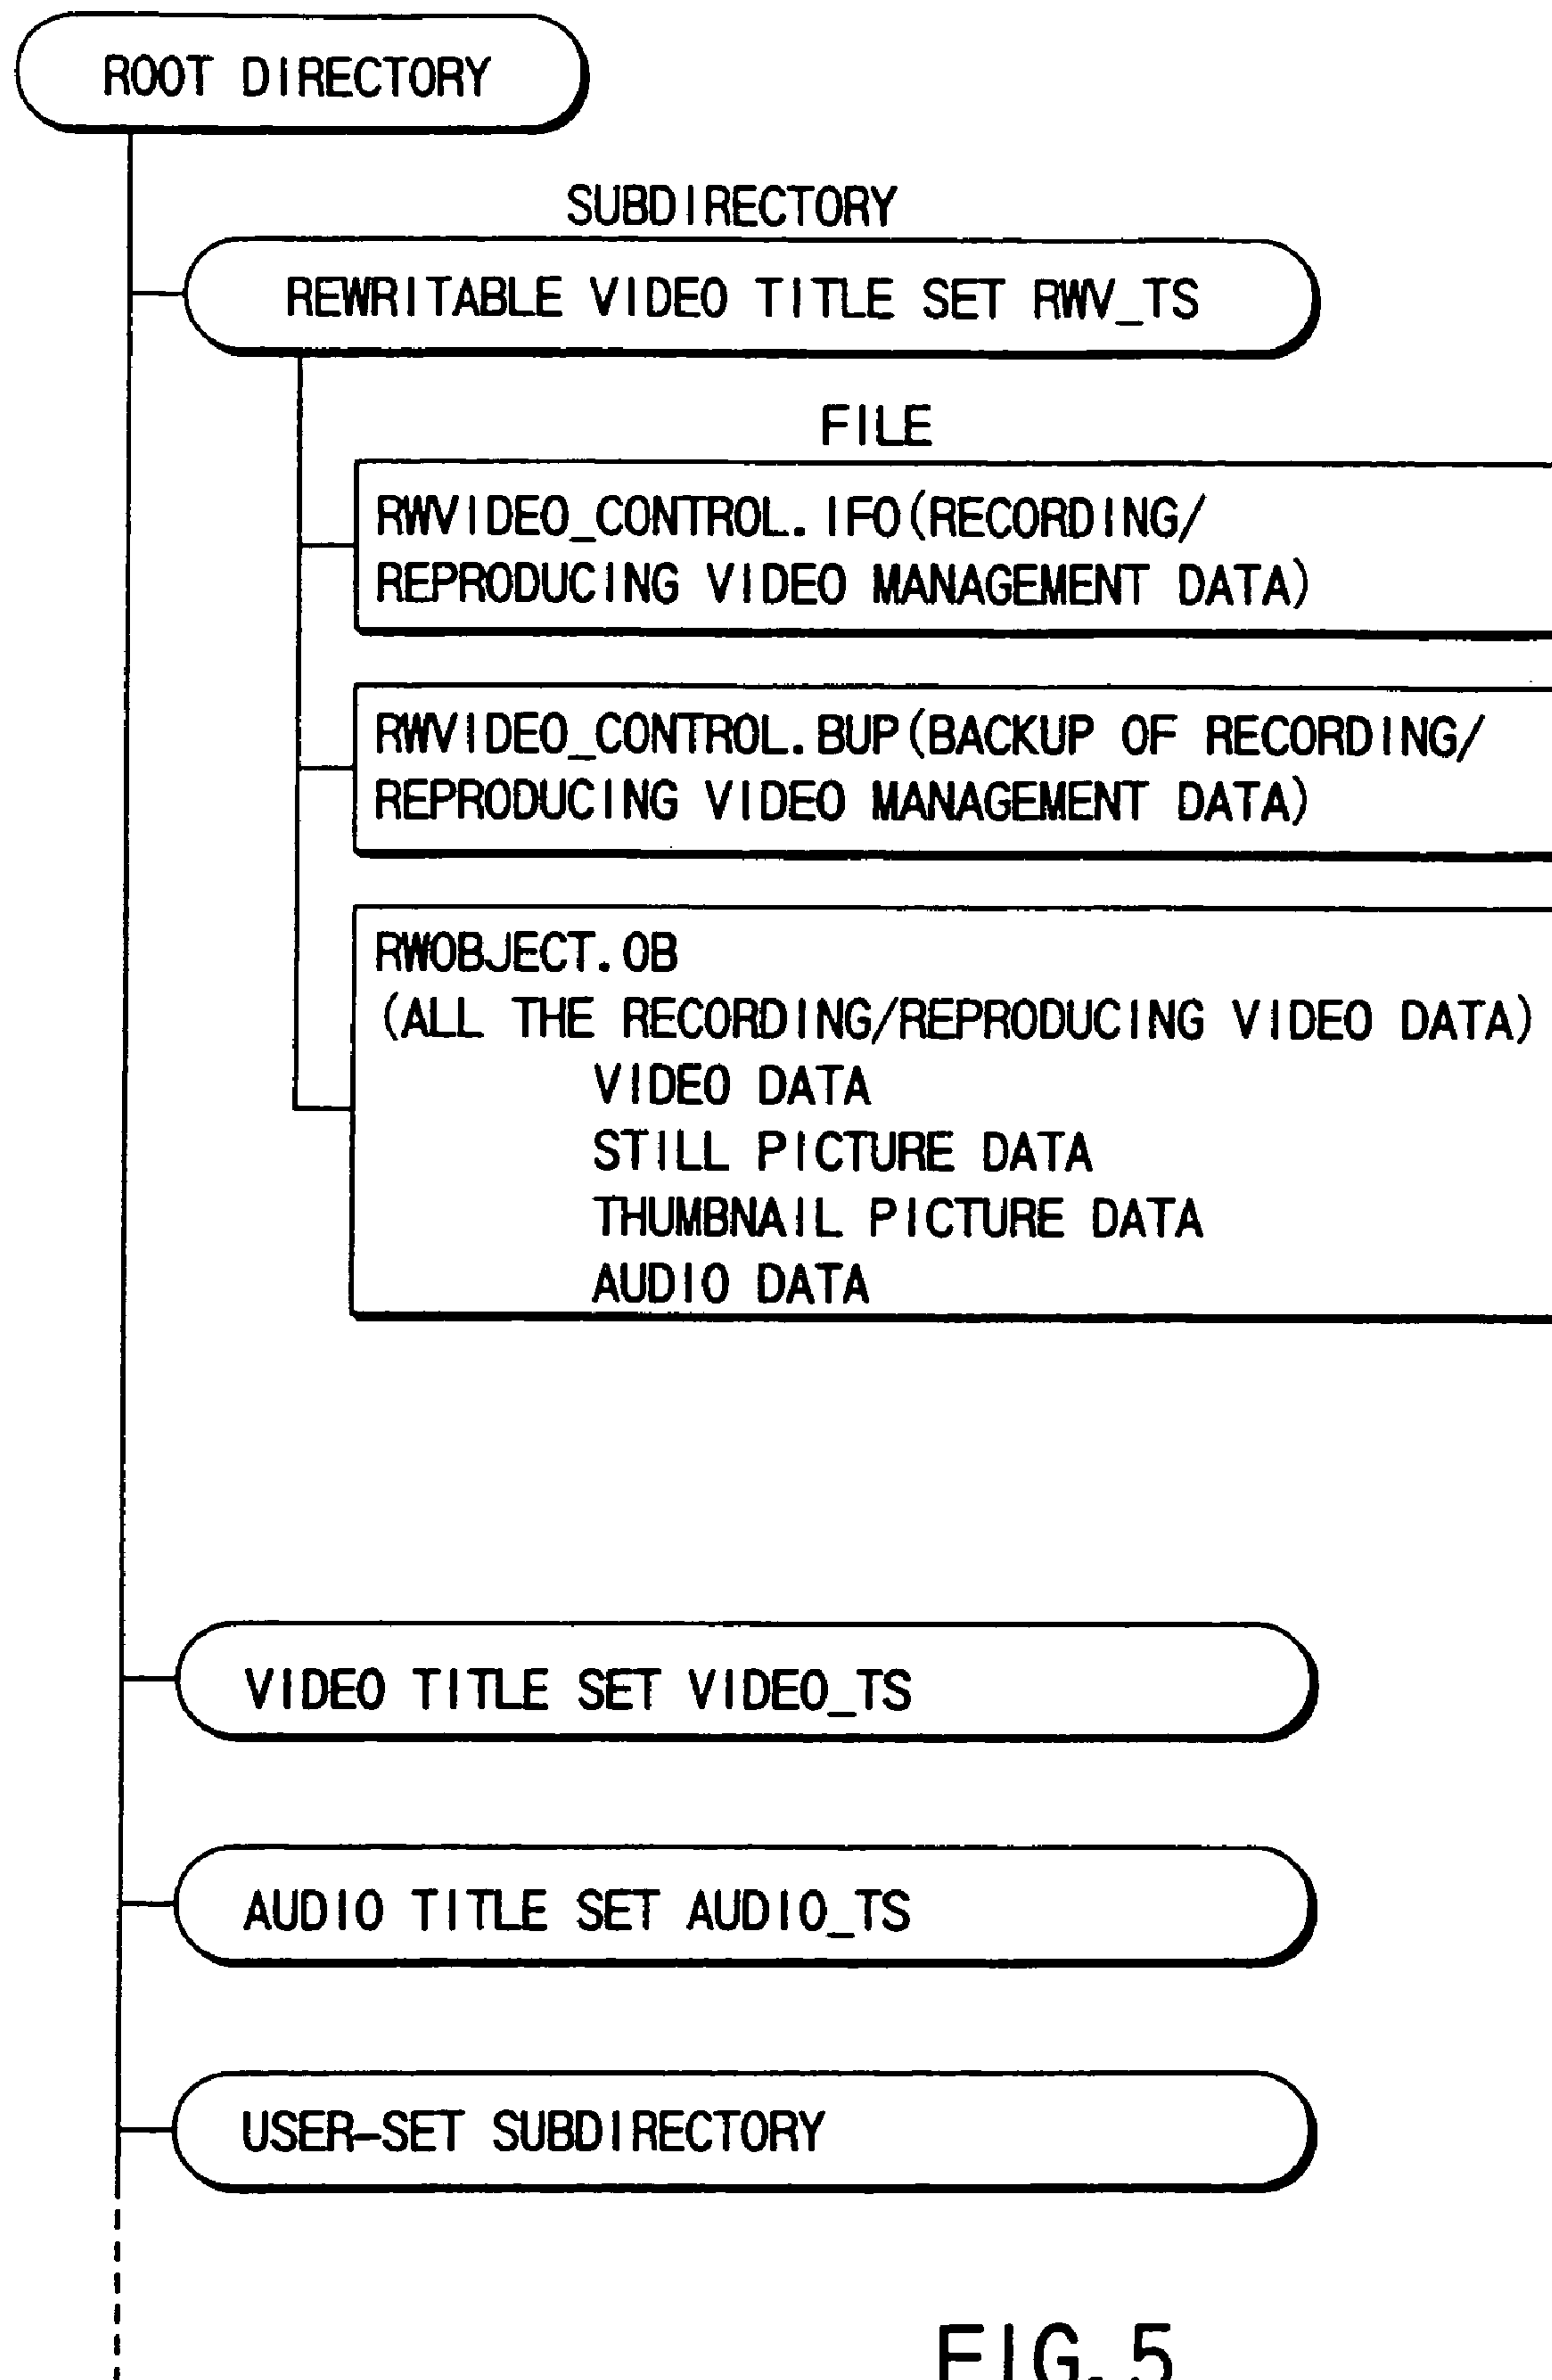 ROOT DIRECTORY
SUBDIRECTORY
REWRITABLE VIDEO TITLE SET RWV_TS
FILE
RWVIDEO_CONTROL.IFO(RECORDING/
REPRODUCING VIDEO MANAGEMENT DATA)
RWVIDEO_CONTROL.BUP(BACKUP OF RECORDING/
REPRODUCING VIDEO MANAGEMENT DATA)
RWOBJECT.OB
(ALL THE RECORDING/REPRODUCING VIDEO DATA)
VIDEO DATA
STILL PICTURE DATA
THUMBNAIL PICTURE DATA
AUDIO DATA
VIDEO TITLE SET VIDEO_TS
AUDIO TITLE SET AUDIO_TS
USER-SET SUBDIRECTORY
FIG.5